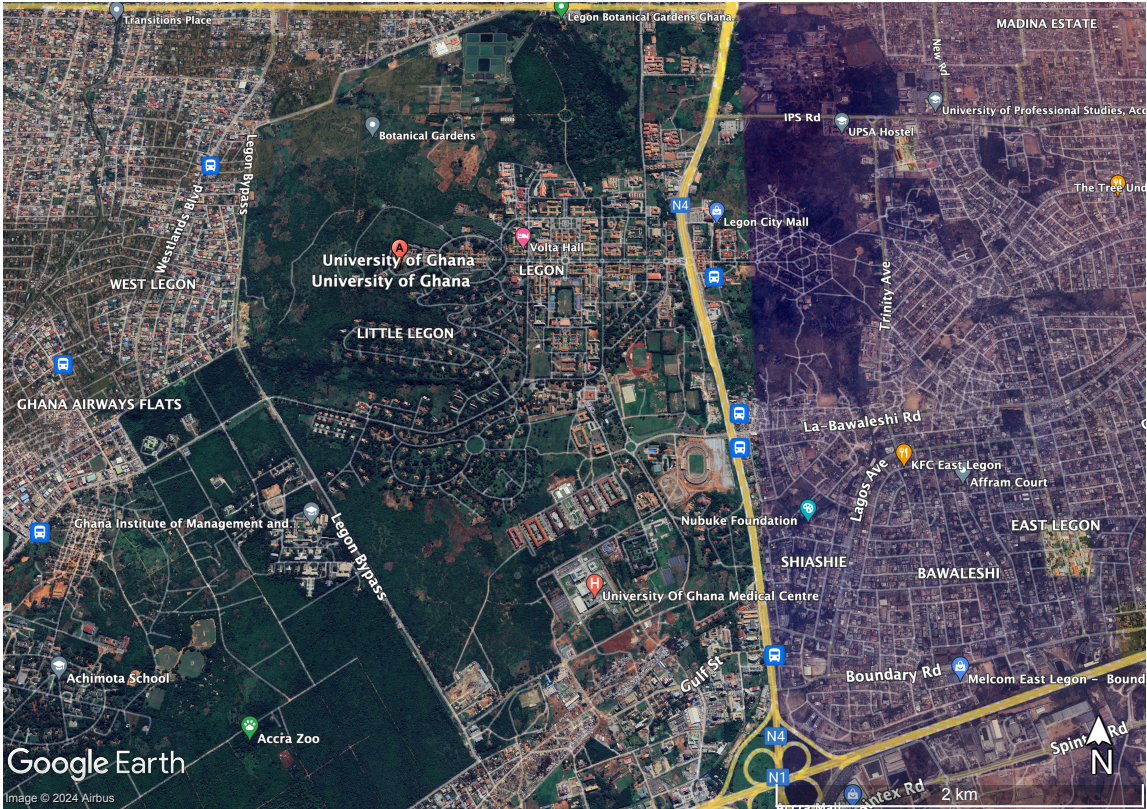 Transitions Place
Legon Botanical Gardens Ghana.
MADINA ESTATE
New Rd
University of Professional Studies, Acc
IPS Rd
UPSA Hostel
Botanical Gardens
Legon Bypass
Westlands Blvd
The Tree Und
N4
Legon City Mall
Volta Hall
A
University of Ghana
University of Ghana
LEGON
WEST LEGON
Trinity Ave
LITTLE LEGON
GHANA AIRWAYS FLATS
La-Bawaleshi Rd
KFC East Legon
Affram Court
Lagos Ave
Nubuke Foundation
Ghana Institute of Management and...
EAST LEGON
Legon Bypass
SHIASHIE
BAWALESHI
H
University Of Ghana Medical Centre
Gulf St
Boundary Rd
Melcom East Legon - Bound
Achimota School
Accra Zoo
N4
Rd
N
Google Earth
N1
Rd
2 km
Accra Mall
Image © 2024 Airbus